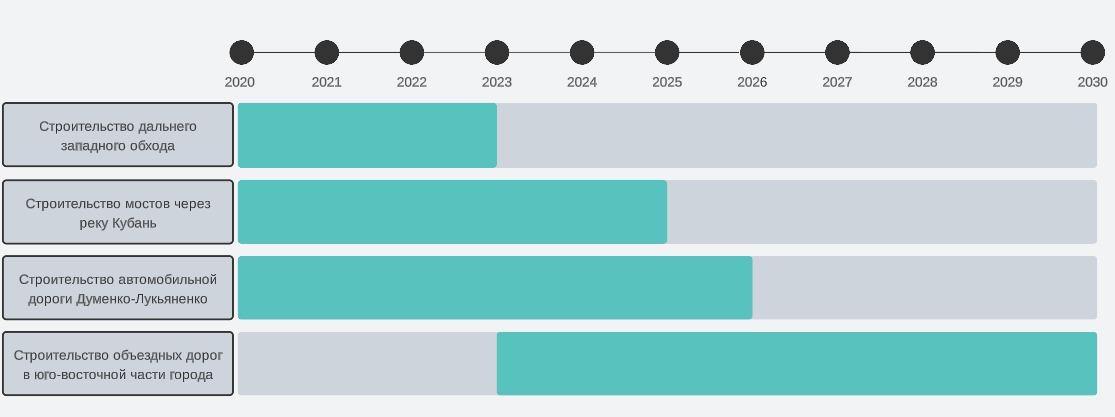 2020 2021 2022 2023 2024 2025 2026 2027 2028 2029 2030
Строительство дальнего
западного обхода
Строительство мостов через
реку Кубань
Строительство автомобильной
дороги Думенко-Лукьяненко
Строительство объездных дорог
в юго-восточной части города